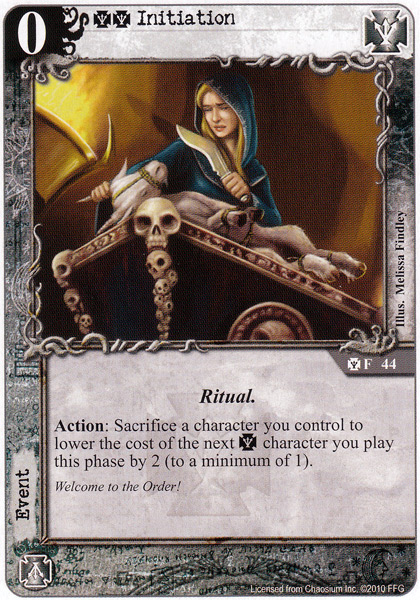 0
Initiation
Illus. Melissa Findley
F 44
Ritual.
Action: Sacrifice a character you control to
lower the cost of the next character you play
this phase by 2 (to a minimum of 1).
Welcome to the Order!
Event
Licensed from Chaosium Inc. ©2010 FFG